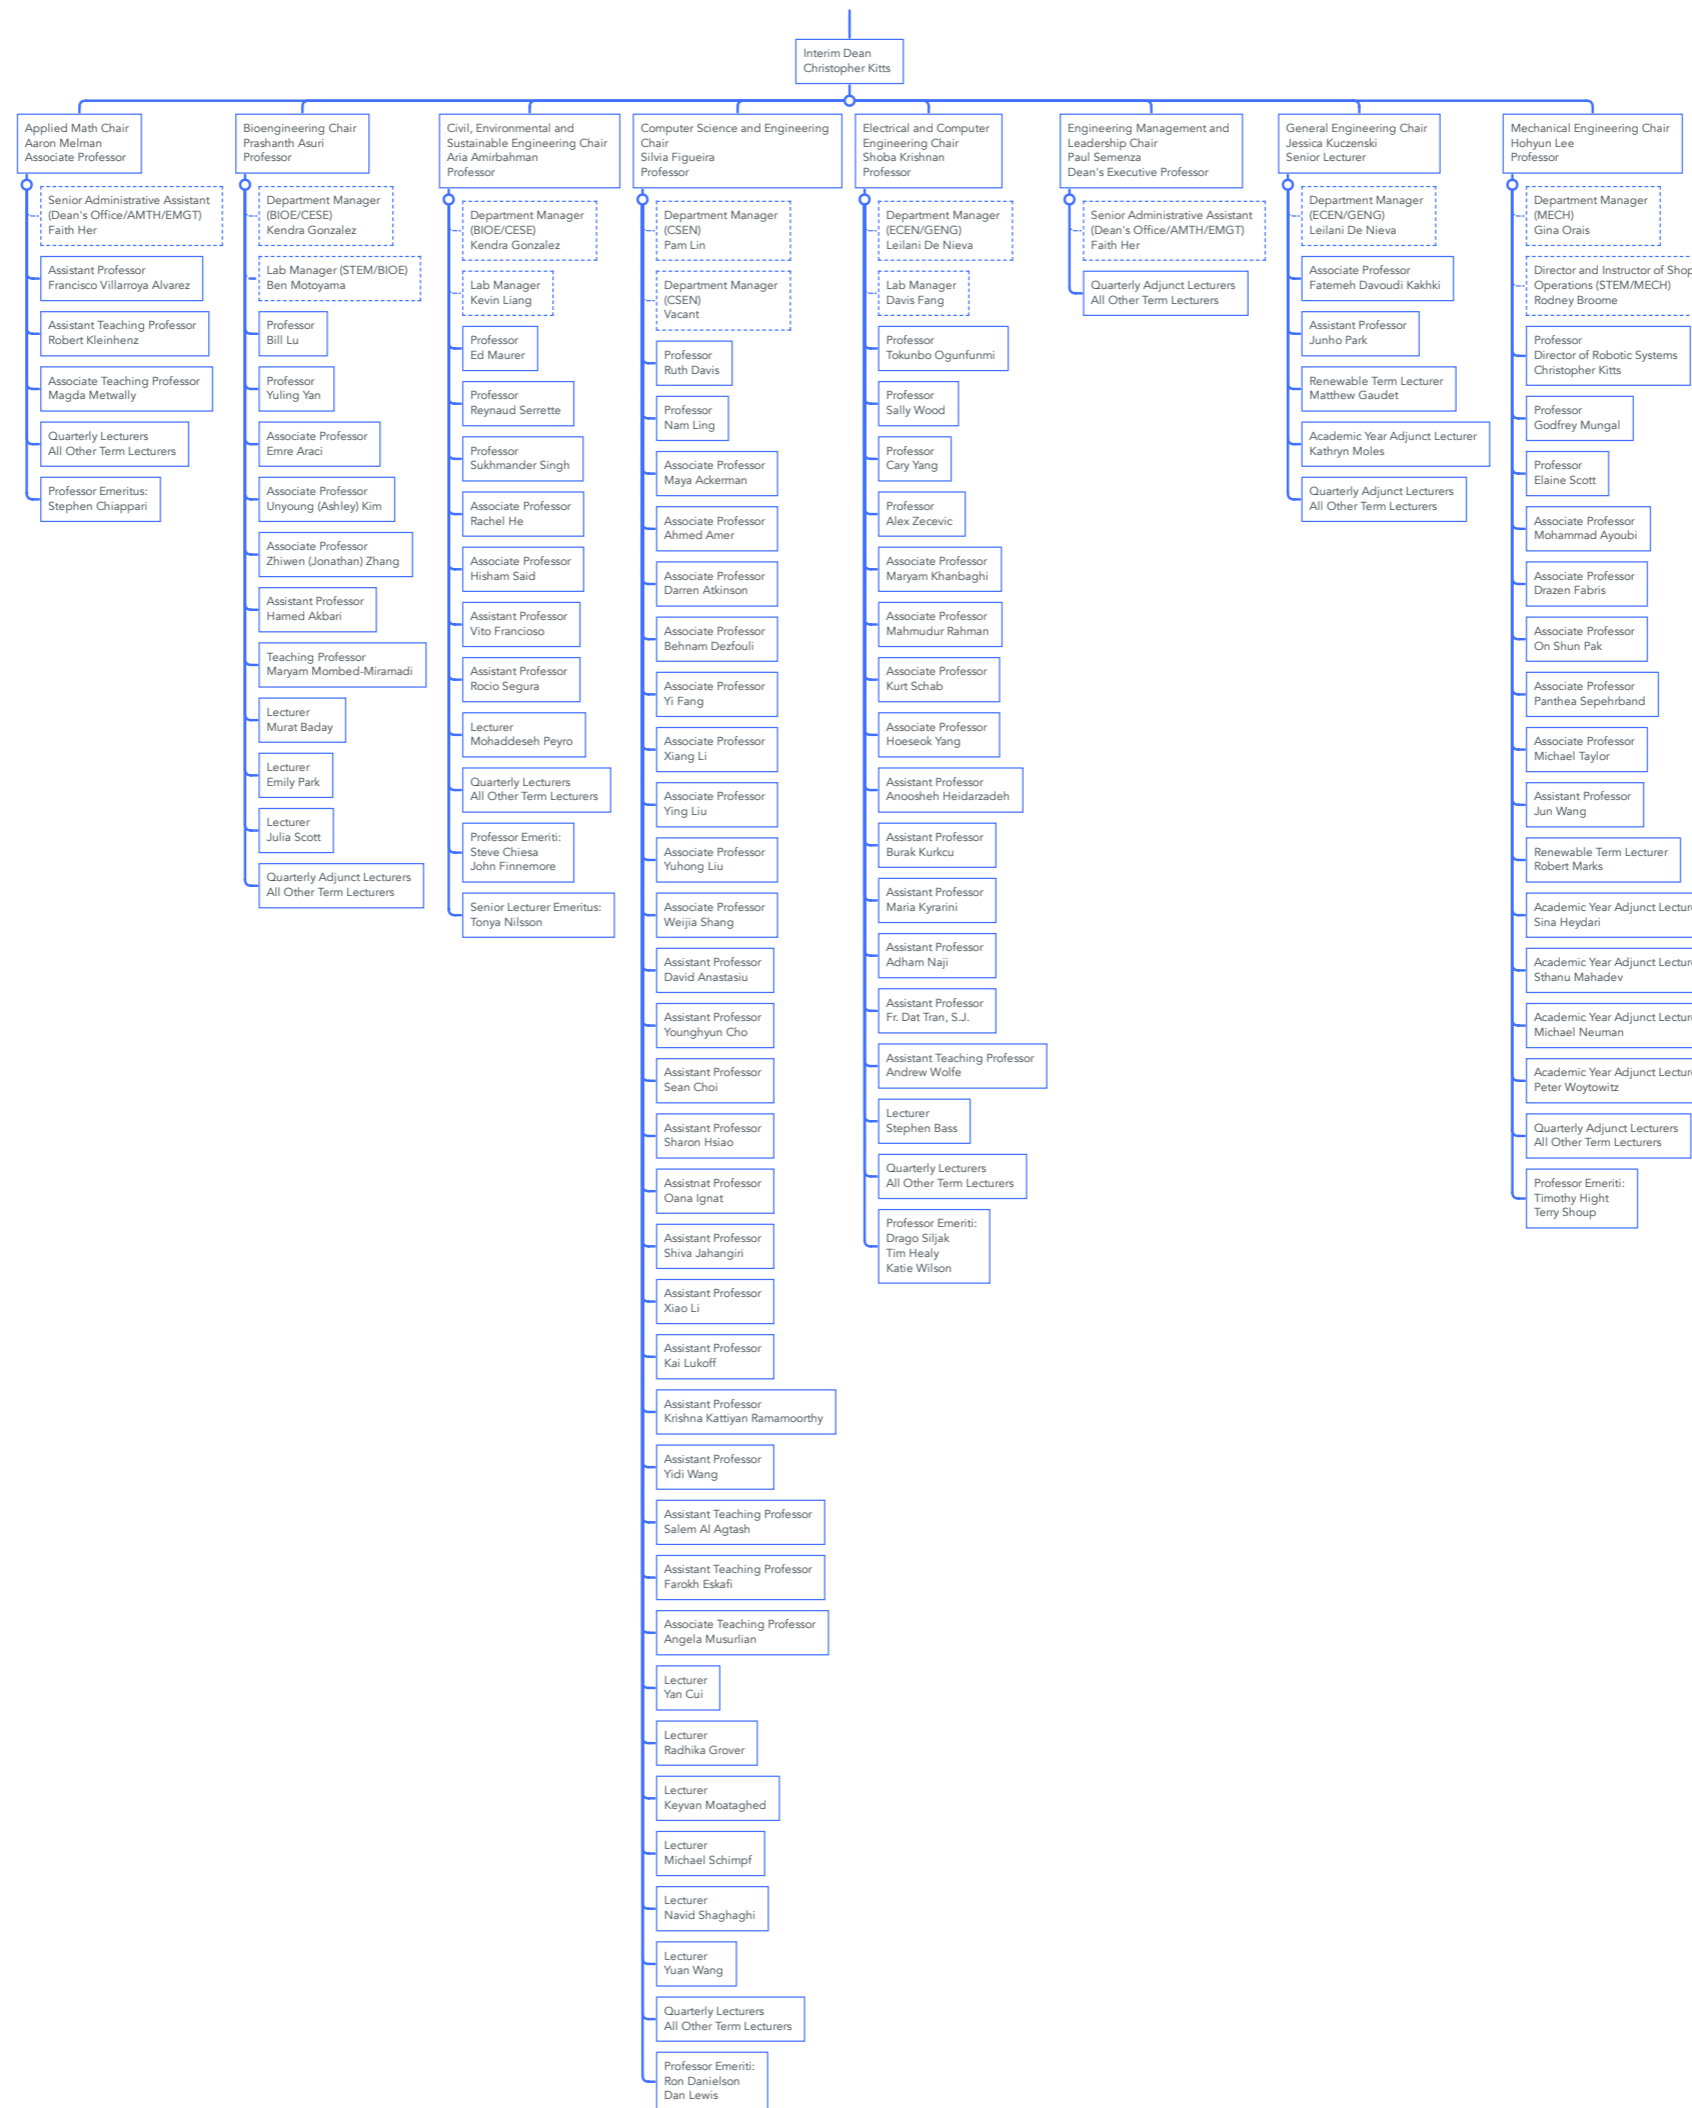 Interim Dean
Christopher Kitts
Applied Math Chair
Aaron Melman
Associate Professor
Senior Administrative Assistant
(Dean's Office/AMTH/EMGT)
Faith Her
Assistant Professor
Francisco Villarroya Alvarez
Assistant Teaching Professor
Robert Kleinhenz
Associate Teaching Professor
Magda Metwally
Quarterly Lecturers
All Other Term Lecturers
Professor Emeritus:
Stephen Chiappari
Bioengineering Chair
Prashanth Asuri
Professor
Department Manager
(BIOE/CESE)
Kendra Gonzalez
Lab Manager (STEM/BIOE)
Ben Motoyama
Professor
Bill Lu
Professor
Yuling Yan
Associate Professor
Emre Araci
Associate Professor
Unyoung (Ashley) Kim
Associate Professor
Zhiwen (Jonathan) Zhang
Assistant Professor
Hamed Akbari
Teaching Professor
Maryam Mombed-Miramadi
Lecturer
Murat Baday
Lecturer
Emily Park
Lecturer
Julia Scott
Quarterly Adjunct Lecturers
All Other Term Lecturers
Civil, Environmental and
Sustainable Engineering Chair
Aria Amirbahman
Professor
Department Manager
(BIOE/CESE)
Kendra Gonzalez
Lab Manager
Kevin Liang
Professor
Ed Maurer
Professor
Reynaud Serrette
Professor
Sukhmander Singh
Associate Professor
Rachel He
Associate Professor
Hisham Said
Assistant Professor
Vito Francioso
Assistant Professor
Rocio Segura
Lecturer
Mohaddeseh Peyro
Quarterly Lecturers
All Other Term Lecturers
Professor Emeriti:
Steve Chiesa
John Finnemore
Senior Lecturer Emeritus:
Tonya Nilsson
Computer Science and Engineering
Chair
Silvia Figueira
Professor
Department Manager
(CSEN)
Pam Lin
Department Manager
(CSEN)
Vacant
Professor
Ruth Davis
Professor
Nam Ling
Associate Professor
Maya Ackerman
Associate Professor
Ahmed Amer
Associate Professor
Darren Atkinson
Associate Professor
Behnam Dezfouli
Associate Professor
Yi Fang
Associate Professor
Xiang Li
Associate Professor
Ying Liu
Associate Professor
Yuhong Liu
Associate Professor
Weijia Shang
Assistant Professor
David Anastasiu
Assistant Professor
Younghyun Cho
Assistant Professor
Sean Choi
Assistant Professor
Sharon Hsiao
Assistnat Professor
Oana Ignat
Assistant Professor
Shiva Jahangiri
Assistant Professor
Xiao Li
Assistant Professor
Kai Lukoff
Assistant Professor
Krishna Kattiyan Ramamoorthy
Assistant Professor
Yidi Wang
Assistant Teaching Professor
Salem Al Agtash
Assistant Teaching Professor
Farokh Eskafi
Associate Teaching Professor
Angela Musurlian
Lecturer
Yan Cui
Lecturer
Radhika Grover
Lecturer
Keyvan Moataghed
Lecturer
Michael Schimpf
Lecturer
Navid Shaghaghi
Lecturer
Yuan Wang
Quarterly Lecturers
All Other Term Lecturers
Professor Emeriti:
Ron Danielson
Dan Lewis
Electrical and Computer
Engineering Chair
Shoba Krishnan
Professor
Department Manager
(ECEN/GENG)
Leilani De Nieva
Lab Manager
Davis Fang
Professor
Tokunbo Ogunfunmi
Professor
Sally Wood
Professor
Cary Yang
Professor
Alex Zecevic
Associate Professor
Maryam Khanbaghi
Associate Professor
Mahmudur Rahman
Associate Professor
Kurt Schab
Associate Professor
Hoeseok Yang
Assistant Professor
Anoosheh Heidarzadeh
Assistant Professor
Burak Kurkcu
Assistant Professor
Maria Kyrarini
Assistant Professor
Adham Naji
Assistant Professor
Fr. Dat Tran, S.J.
Assistant Teaching Professor
Andrew Wolfe
Lecturer
Stephen Bass
Quarterly Lecturers
All Other Term Lecturers
Professor Emeriti:
Drago Siljak
Tim Healy
Katie Wilson
Engineering Management and
Leadership Chair
Paul Semenza
Dean's Executive Professor
Senior Administrative Assistant
(Dean's Office/AMTH/EMGT)
Faith Her
Quarterly Adjunct Lecturers
All Other Term Lecturers
General Engineering Chair
Jessica Kuczenski
Senior Lecturer
Department Manager
(ECEN/GENG)
Leilani De Nieva
Associate Professor
Fatemeh Davoudi Kakhki
Assistant Professor
Junho Park
Renewable Term Lecturer
Matthew Gaudet
Academic Year Adjunct Lecturer
Kathryn Moles
Quarterly Adjunct Lecturers
All Other Term Lecturers
Mechanical Engineering Chair
Hohyun Lee
Professor
Department Manager
(MECH)
Gina Orais
Director and Instructor of Shop
Operations (STEM/MECH)
Rodney Broome
Professor
Director of Robotic Systems
Christopher Kitts
Professor
Godfrey Mungal
Professor
Elaine Scott
Associate Professor
Mohammad Ayoubi
Associate Professor
Drazen Fabris
Associate Professor
On Shun Pak
Associate Professor
Panthea Sepehrband
Associate Professor
Michael Taylor
Assistant Professor
Jun Wang
Renewable Term Lecturer
Robert Marks
Academic Year Adjunct
Sina Heydari
Academic Year Adjunct
Sthanu Mahadev
Academic Year Adjunct
Michael Neuman
Academic Year Adjunct
Peter Woytowitz
Quarterly Adjunct Lecturers
All Other Term Lecturers
Professor Emeriti:
Timothy Hight
Terry Shoup